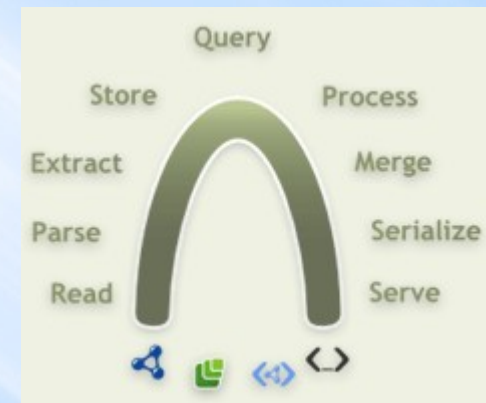 Query
Store
Process
Extract
Merge
Parse
Serialize
Read
Serve